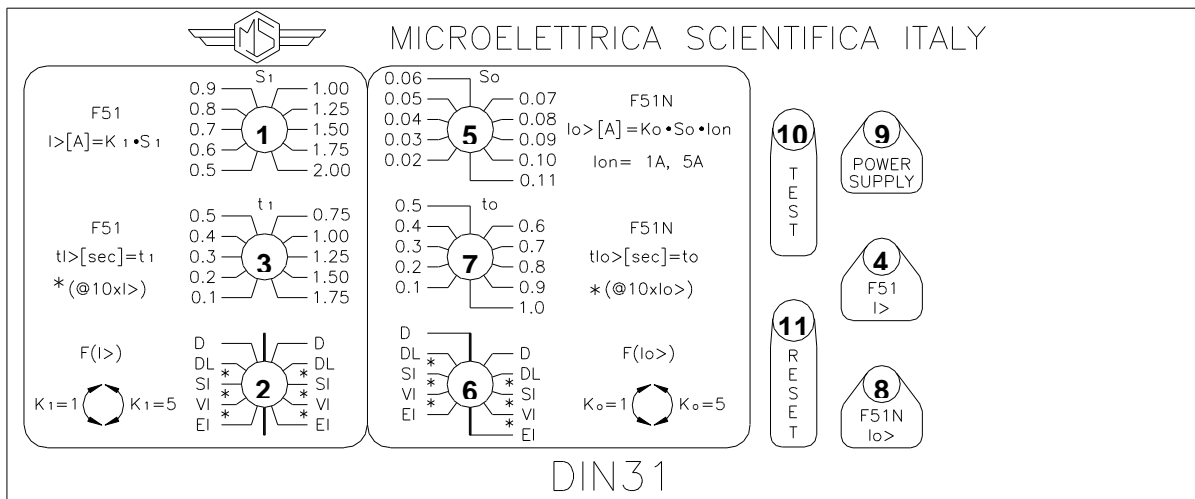 MS MICROELETTRICA SCIENTIFICA ITALY
S1
F51
I>[A]=K1•S1
0.9 1.00
0.8 1.25
0.7 1.50
0.6 1.75
0.5 2.00
1
t1
F51
tI>[sec]=t1
*(@10xI>)
0.5 0.75
0.4 1.00
0.3 1.25
0.2 1.50
0.1 1.75
3
F(I>)
K1=1 K1=5
D D
DL DL
* SI * SI
* VI * VI
* EI * EI
2
So
0.06
0.05 0.07
0.04 0.08
0.03 0.09
0.02 0.10
0.11
5
F51N
Io>[A]=Ko•So•Ion
Ion= 1A, 5A
to
0.5
0.4 0.6
0.3 0.7
0.2 0.8
0.1 0.9
1.0
7
F51N
tIo>[sec]=to
*(@10xIo>)
D
DL * D
SI * DL
VI * * SI
EI * VI
* EI
6
F(Io>)
Ko=1 Ko=5
10
TEST
11
RESET
9
POWER
SUPPLY
4
F51
I>
8
F51N
Io>
DIN31